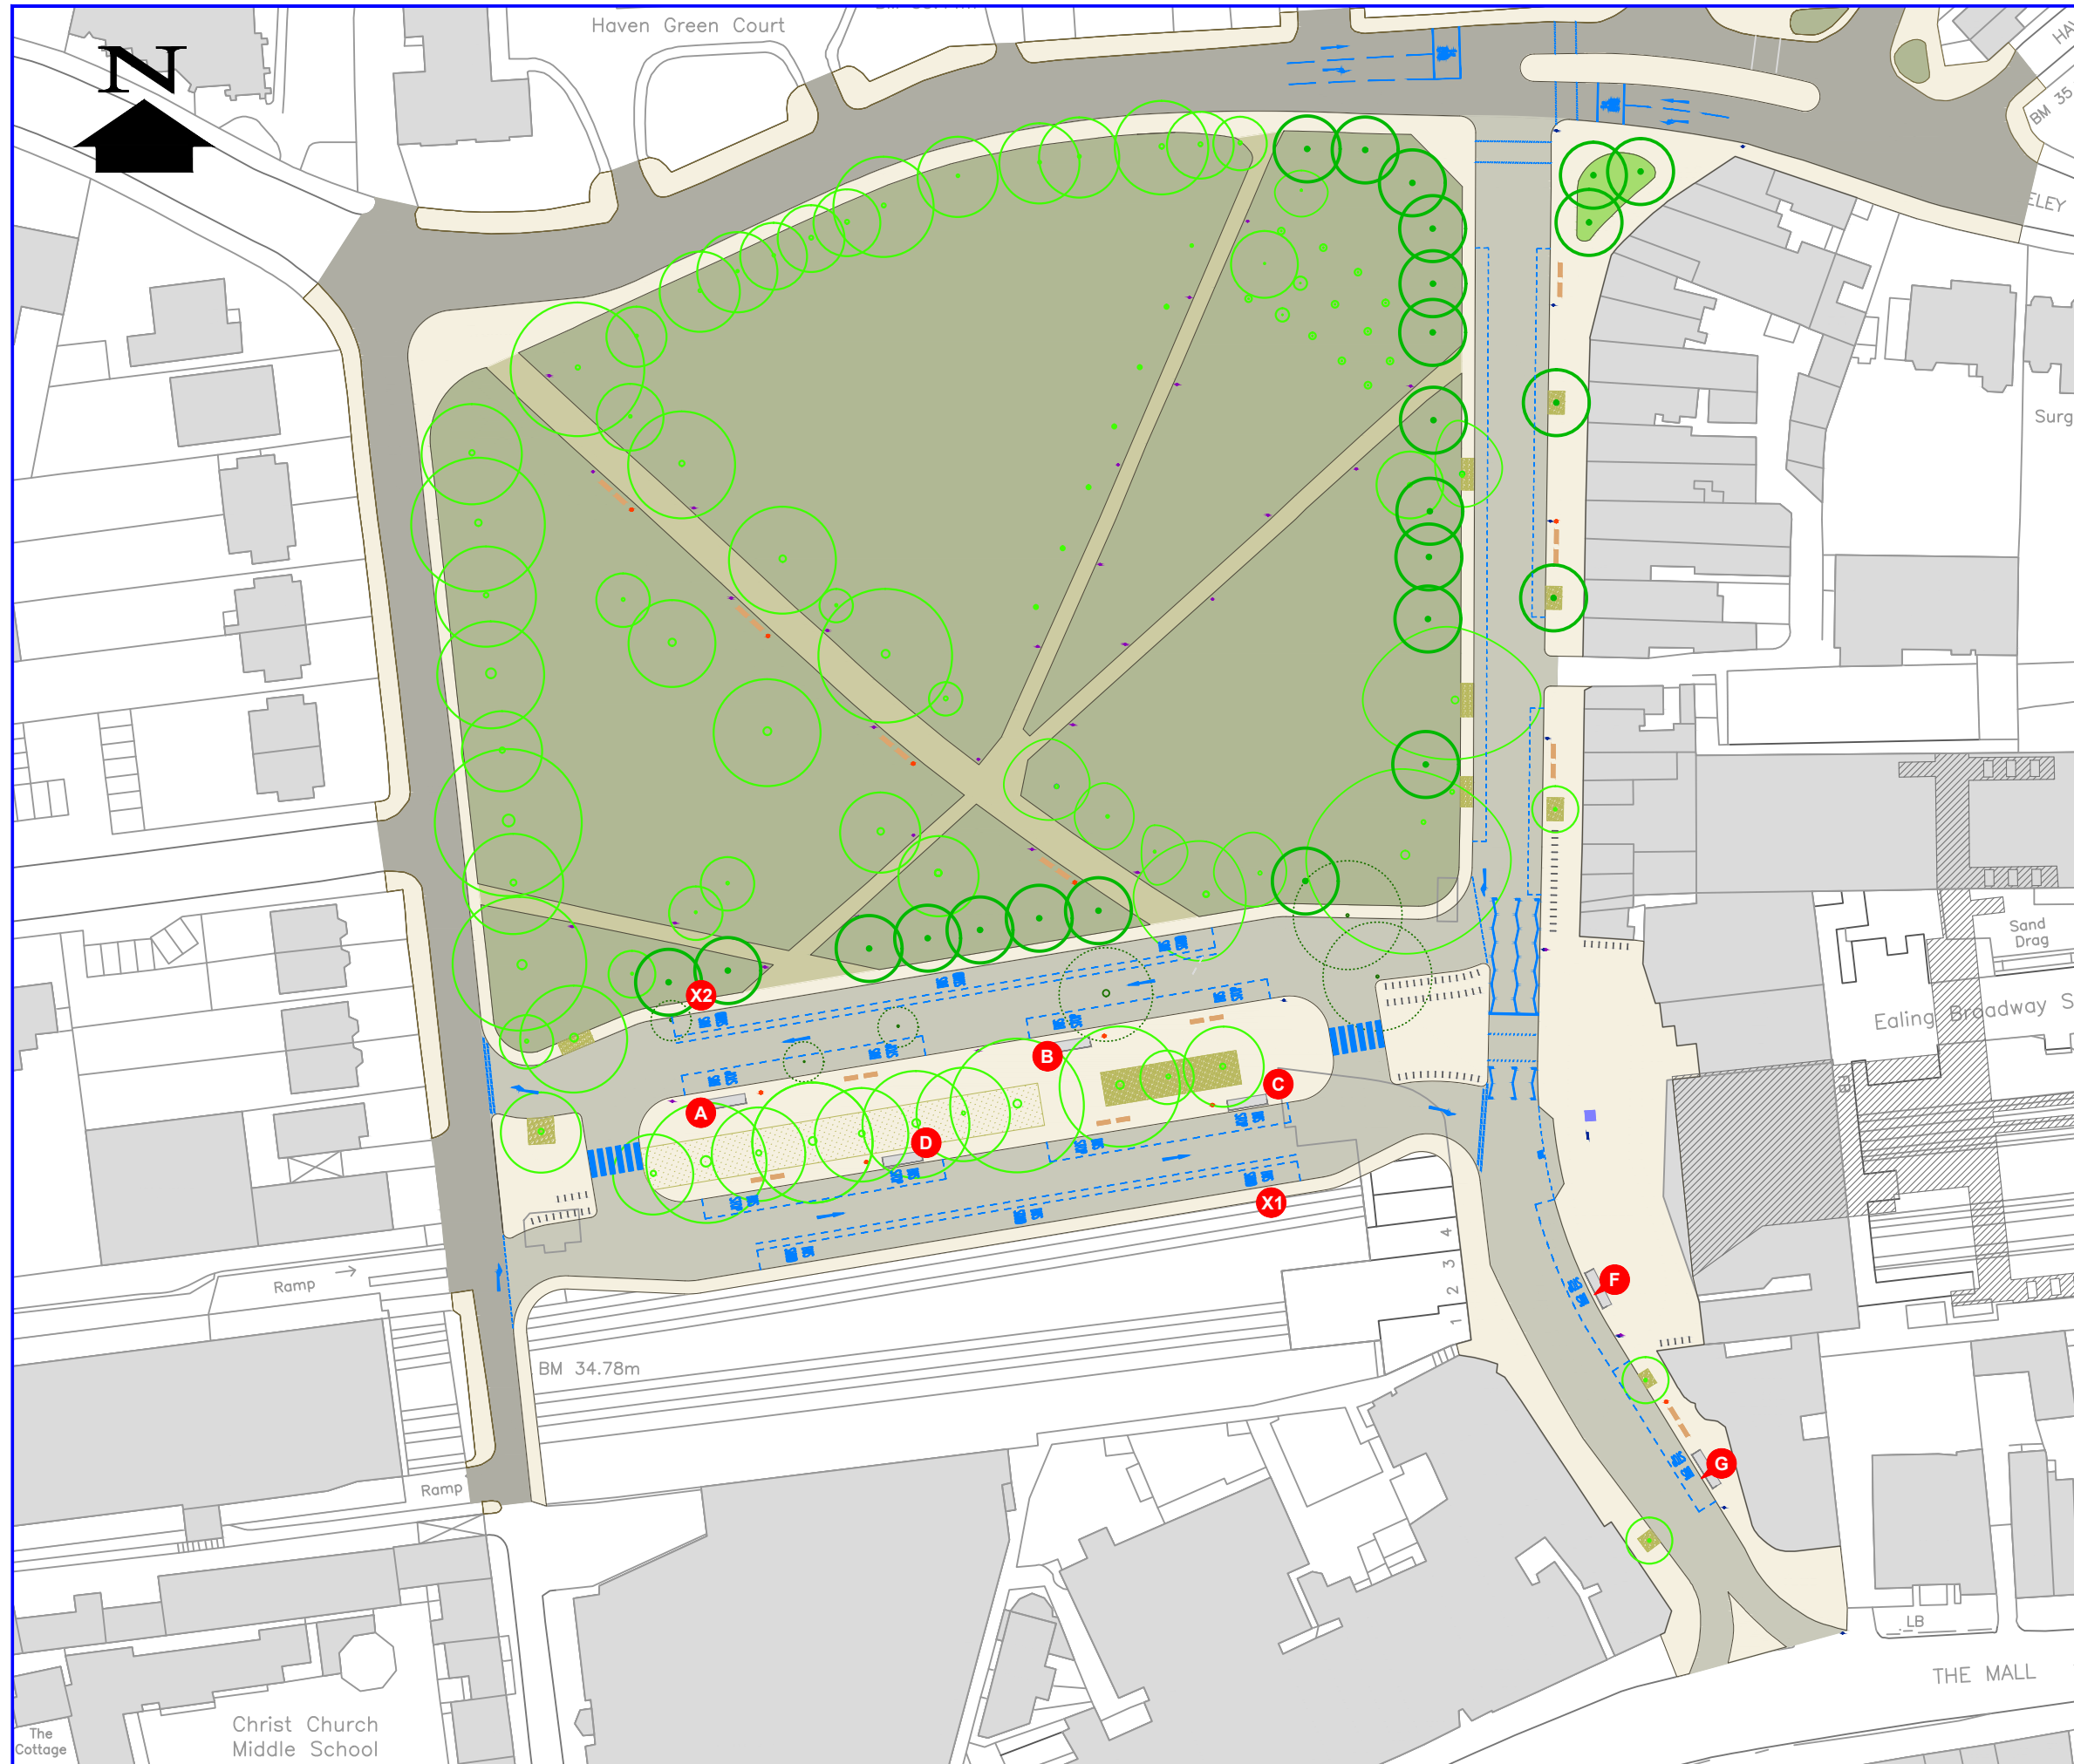 Haven Green Court
N
BM 35
ELEY
Surg
Sand
Drag
Ealing Broadway S
X2
B
A
C
D
X1
F
G
4
3
2
1
Ramp
BM 34.78m
Ramp
LB
THE MALL
Christ Church
Middle School
The
Cottage